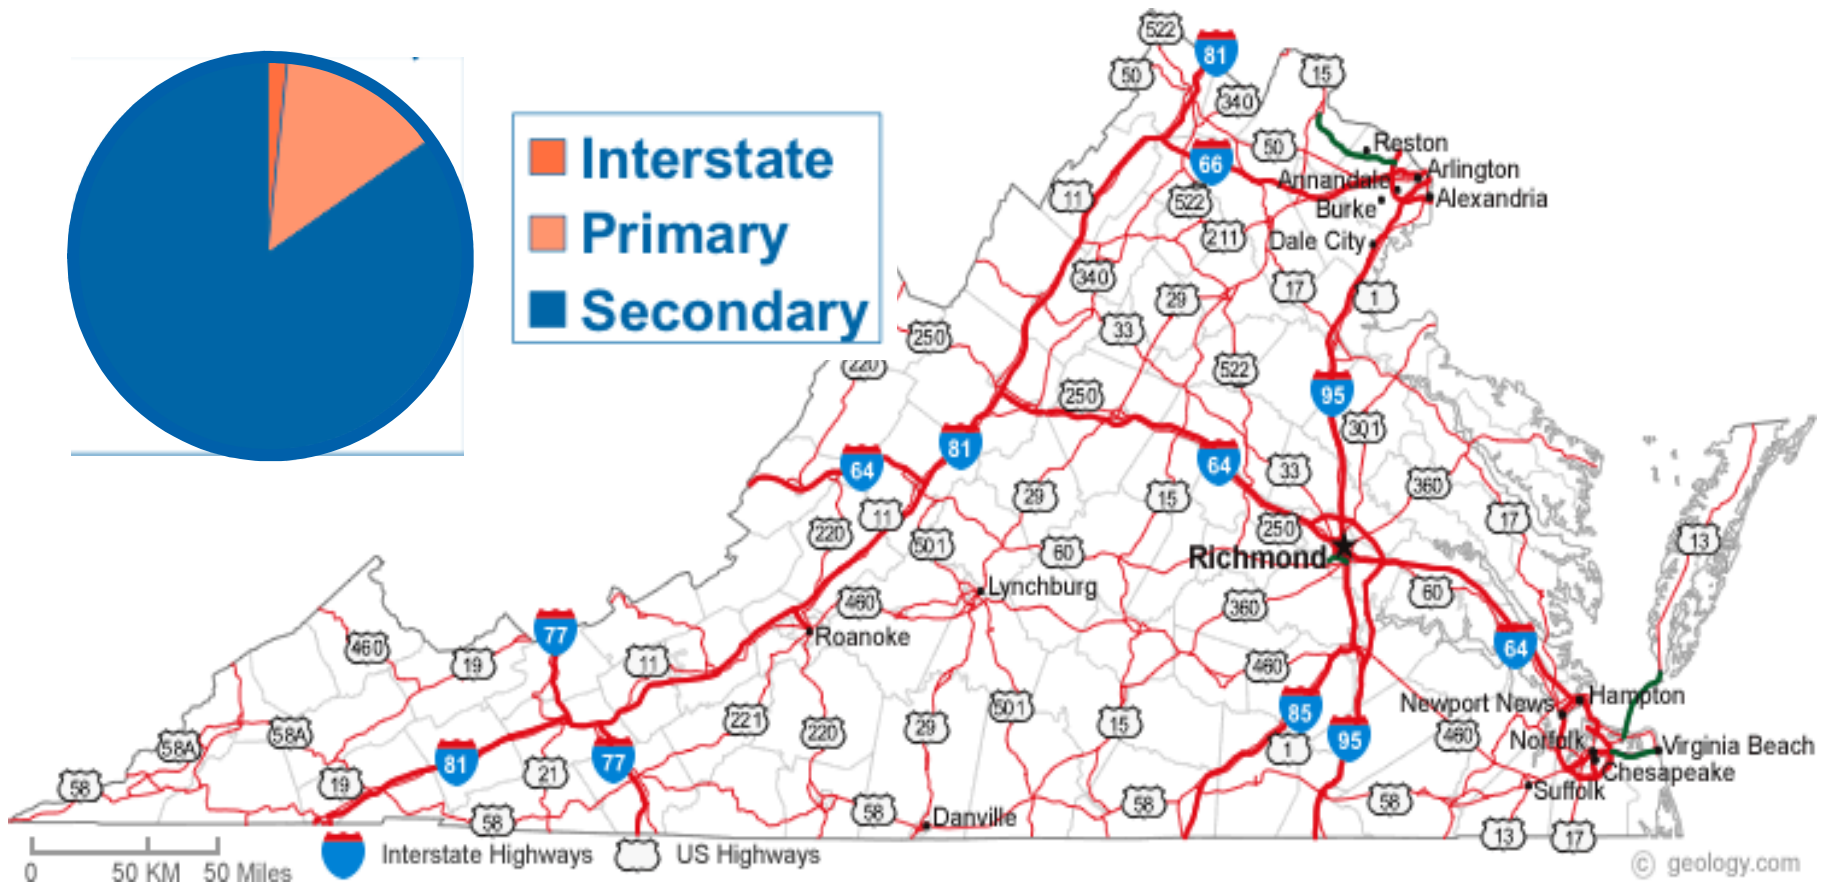 Interstate
Primary
Secondary
522
81
50
15
340
50
Reston
66
Arlington
Annandale
11
522
Alexandria
Burke
211
Dale City
340
17
29
1
33
250
220
522
250
95
301
81
64
64
33
360
29
15
11
17
250
220
501
60
13
Richmond
Lynchburg
460
360
60
77
Roanoke
460
19
11
64
460
Hampton
Newport News
85
221
501
15
29
220
58A
58A
460
95
1
Norfolk
Virginia Beach
81
77
21
Chesapeake
19
58
Suffolk
58
58
58
Danville
58
13
17
Interstate Highways
US Highways
0
50 KM
50 Miles
© geology.com